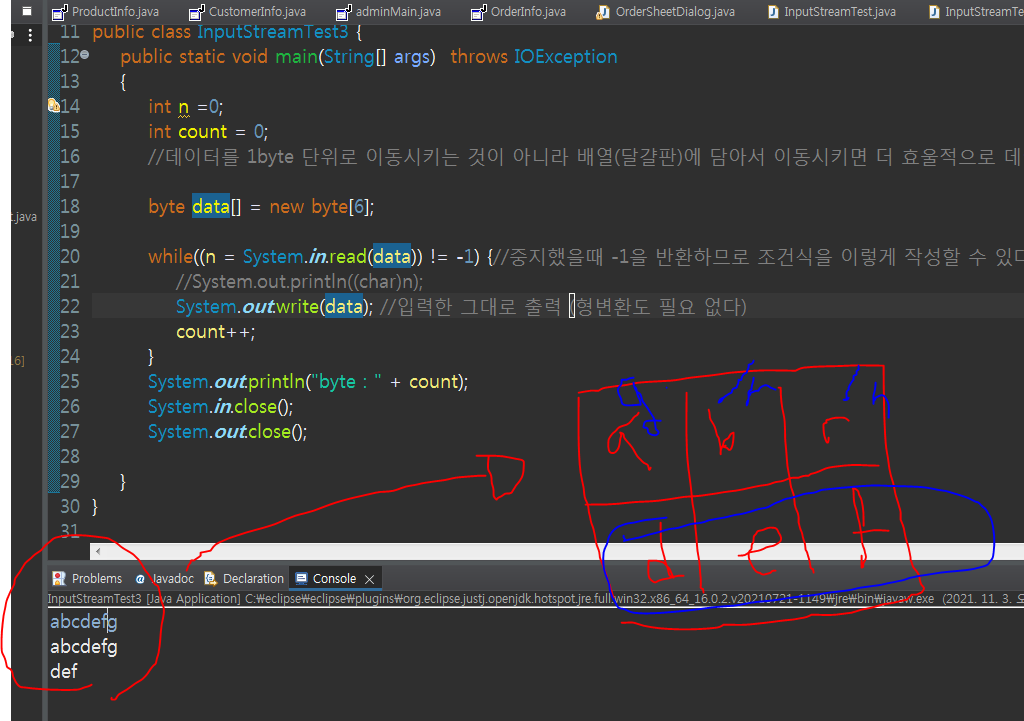 ProductInfo.java CustomerInfo.java adminMain.java OrderInfo.java OrderSheetDialog.java InputStreamTest.java InputStreamTe
11 public class InputStreamTest3 {
12 public static void main(String[] args) throws IOException
13 {
14 int n =0;
15 int count = 0;
16 //데이터를 1byte 단위로 이동시키는 것이 아니라 배열(달걀판)에 담아서 이동시키면 더 효울적으로 데
17
18 byte data[] = new byte[6];
t.java
19
20 while((n = System.in.read(data)) != -1) {//중지했을때 -1을 반환하므로 조건식을 이렇게 작성할 수 있다
21 //System.out.println((char)n);
22 System.out.write(data); //입력한 그대로 출력 (형변환도 필요 없다)
23 count++;
16]
24 }
25 System.out.println("byte : " + count);
26 System.in.close();
27 System.out.close();
28
29 }
30 }
31
a b c
d e f
Problems Javadoc Declaration Console
InputStreamTest3 [Java Application] C:₩eclipse₩eclipse₩plugins₩org.eclipse.justj.openjdk.hotspot.jre.full.win32.x86_64_16.0.2.v20210721-1149₩jre₩bin₩javaw.exe (2021. 11. 3. 오
abcdefg
abcdefg
def